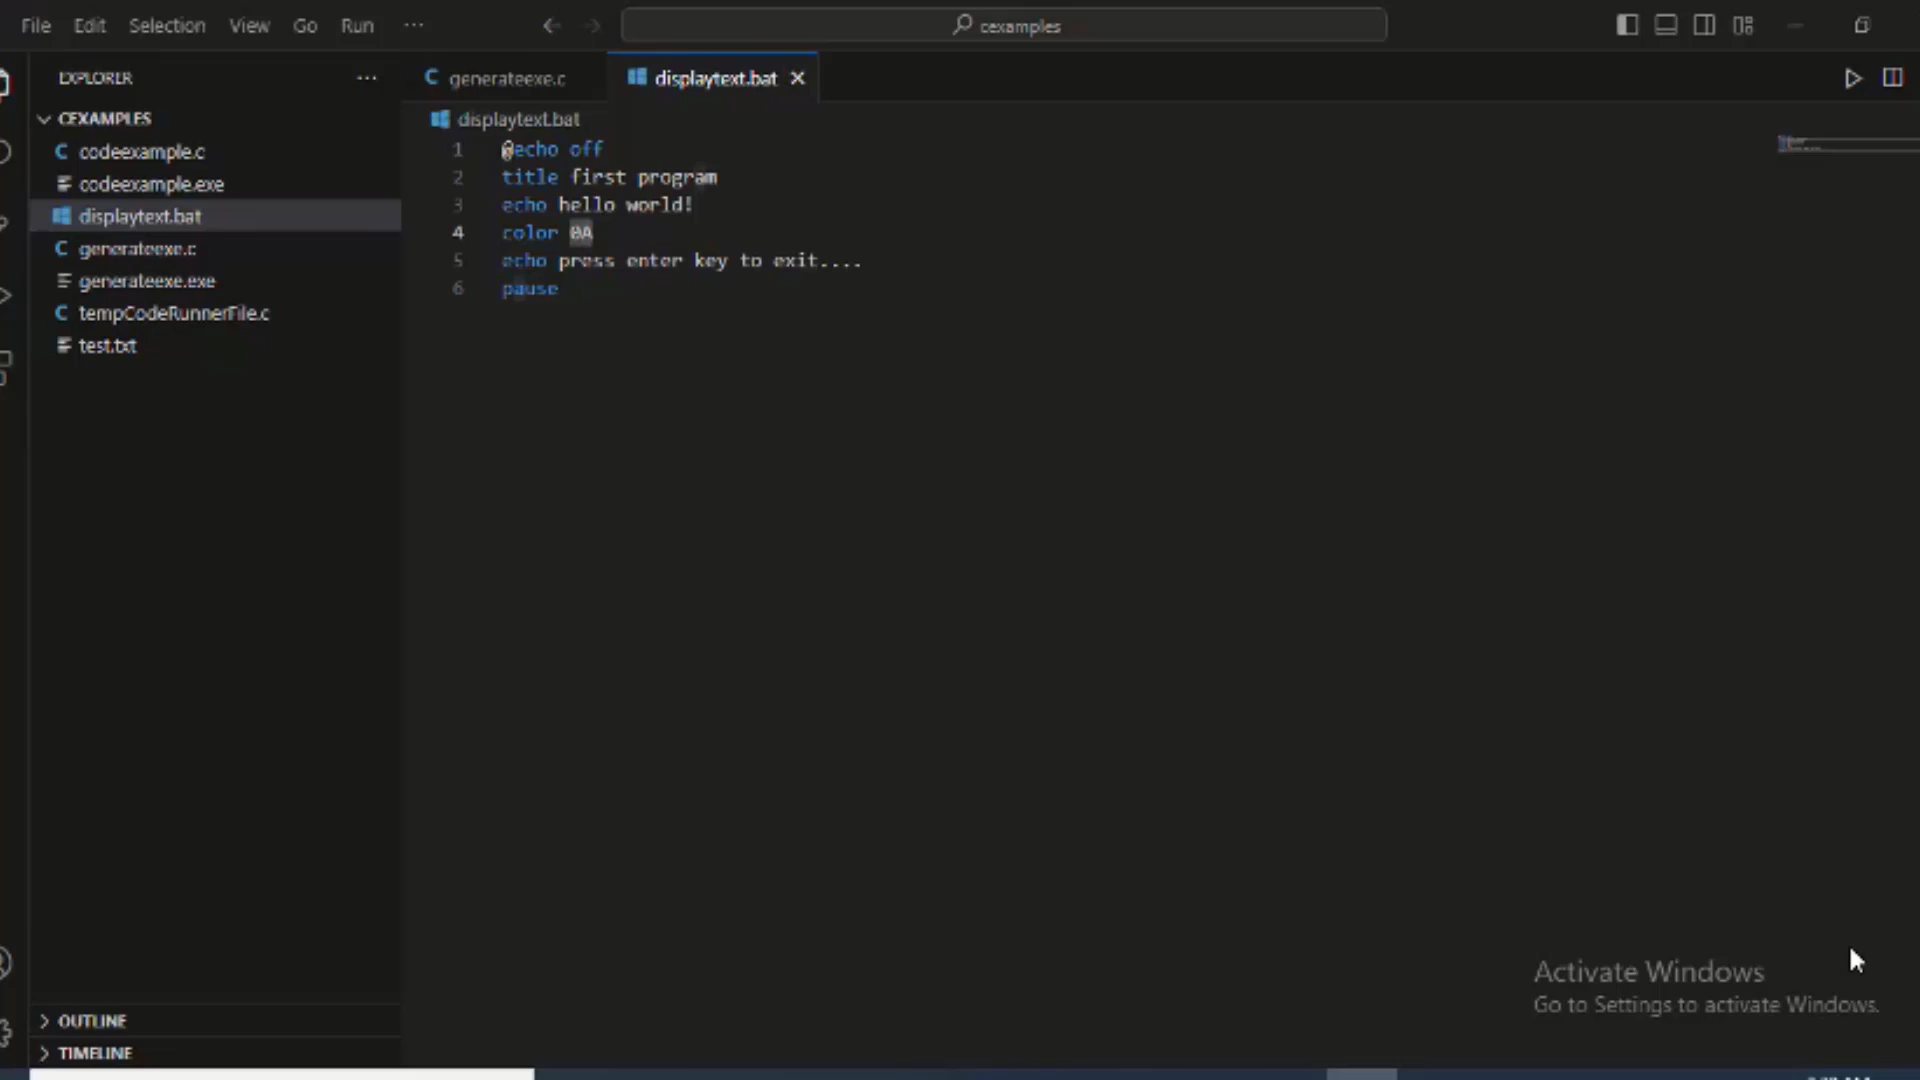 File Edit Selection View Go Run ...
cexamples
EXPLORER ...
CEXAMPLES
codeexample.c
codeexample.exe
displaytext.bat
generateexe.c
generateexe.exe
tempCodeRunnerFile.c
test.txt
OUTLINE
TIMELINE
generateexe.c
displaytext.bat
displaytext.bat
1 @echo off
2 title first program
3 echo hello world!
4 color 0A
5 echo press enter key to exit....
6 pause
Activate Windows
Go to Settings to activate Windows.